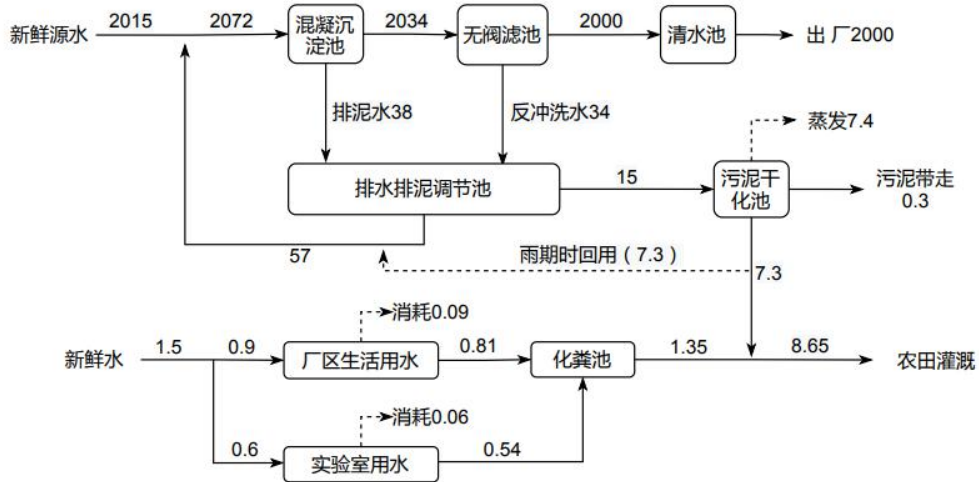 新鲜源水
2015
2072
混凝沉
淀池
2034
无阀滤池
2000
清水池
出 厂2000
排泥水38
反冲洗水34
蒸发7.4
排水排泥调节池
15
污泥干
化池
污泥带走
0.3
57
雨期时回用（7.3）
7.3
消耗0.09
新鲜水
1.5
0.9
厂区生活用水
0.81
化粪池
1.35
8.65
农田灌溉
消耗0.06
0.6
实验室用水
0.54